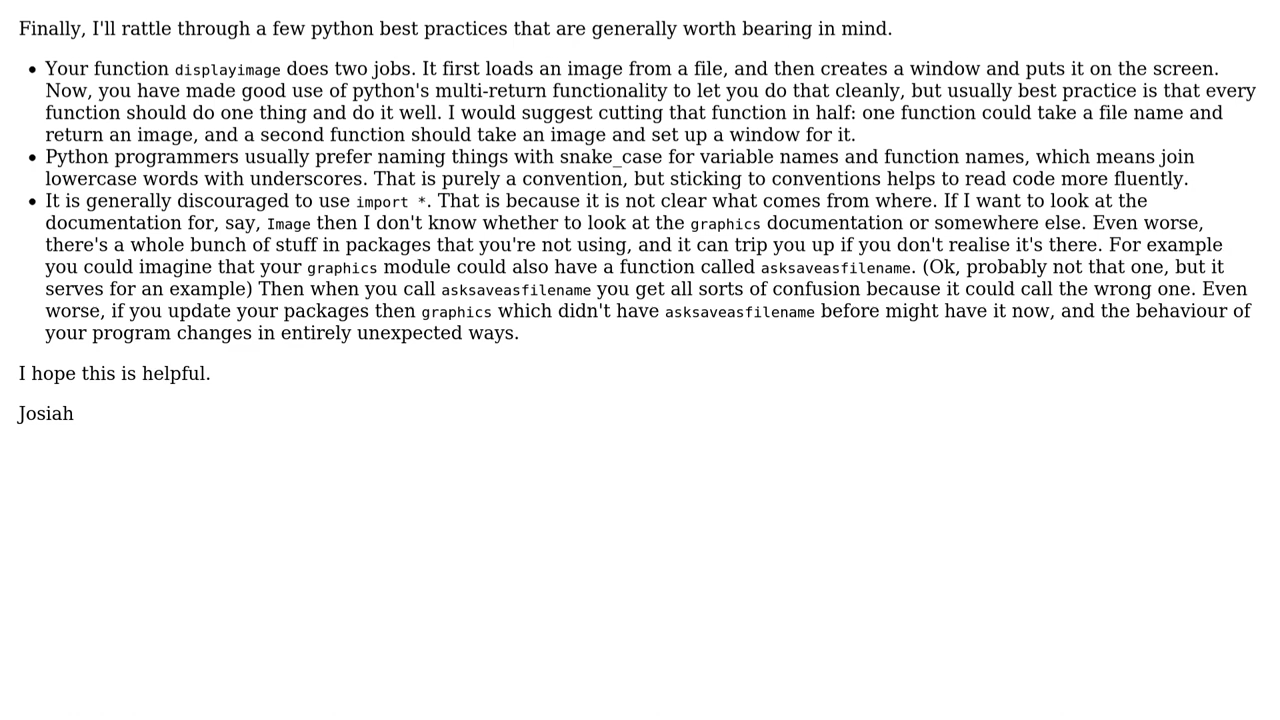 Finally, I'll rattle through a few python best practices that are generally worth bearing in mind.
• Your function displayimage does two jobs. It first loads an image from a file, and then creates a window and puts it on the screen.
Now, you have made good use of python's multi-return functionality to let you do that cleanly, but usually best practice is that every
function should do one thing and do it well. I would suggest cutting that function in half: one function could take a file name and
return an image, and a second function should take an image and set up a window for it.
• Python programmers usually prefer naming things with snake_case for variable names and function names, which means join
lowercase words with underscores. That is purely a convention, but sticking to conventions helps to read code more fluently.
• It is generally discouraged to use import *. That is because it is not clear what comes from where. If I want to look at the
documentation for, say, Image then I don't know whether to look at the graphics documentation or somewhere else. Even worse,
there's a whole bunch of stuff in packages that you're not using, and it can trip you up if you don't realise it's there. For example
you could imagine that your graphics module could also have a function called asksaveasfilename. (Ok, probably not that one, but it
serves for an example) Then when you call asksaveasfilename you get all sorts of confusion because it could call the wrong one. Even
worse, if you update your packages then graphics which didn't have asksaveasfilename before might have it now, and the behaviour of
your program changes in entirely unexpected ways.
I hope this is helpful.
Josiah